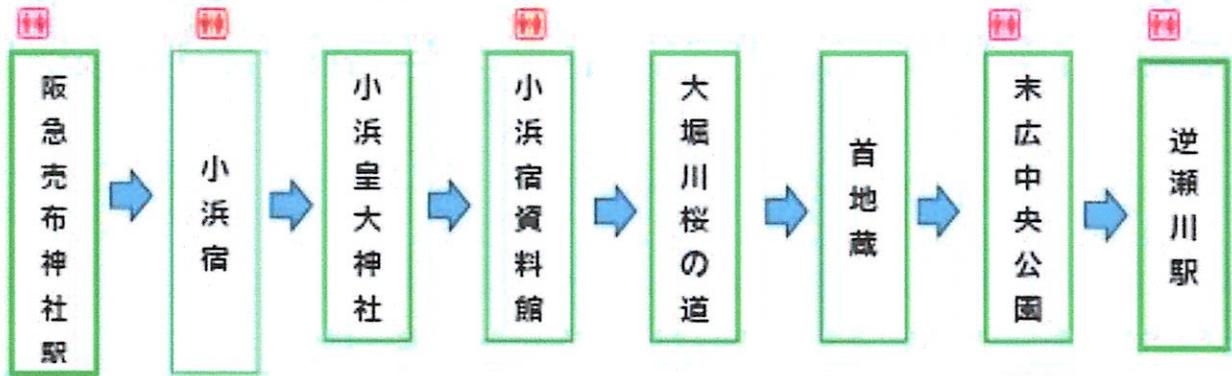 阪急売布神社駅
小浜宿
小浜皇大神社
小浜宿資料館
大堀川桜の道
首地蔵
末広中央公園
逆瀬川駅